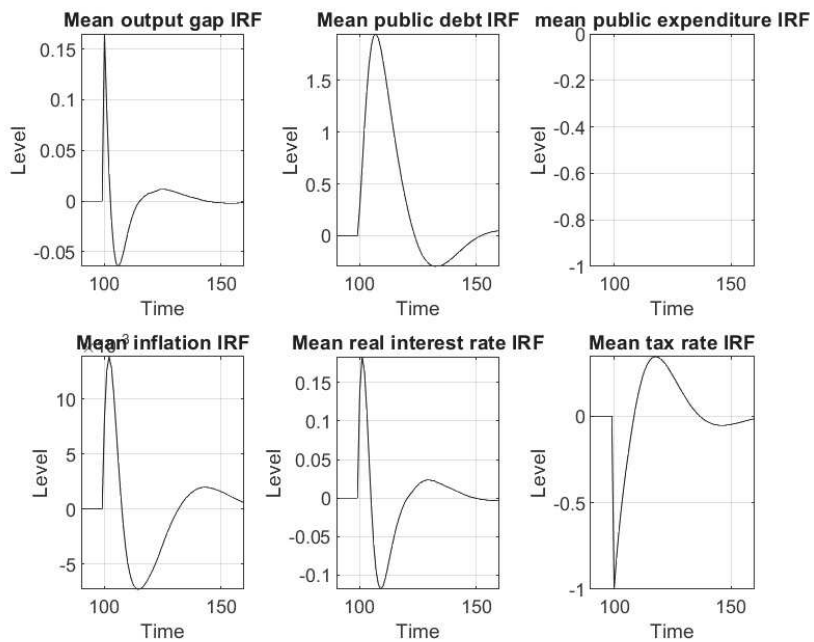 Mean output gap IRF
0.15
0.1
0.05
0
-0.05
Level
100 150
Time
Mean public debt IRF
1.5
1
0.5
0
Level
100 150
Time
mean public expenditure IRF
0
-0.2
-0.4
-0.6
-0.8
-1
Level
100 150
Time
Mean inflation IRF
10
5
0
-5
Level
100 150
Time
Mean real interest rate IRF
0.15
0.1
0.05
0
-0.05
-0.1
Level
100 150
Time
Mean tax rate IRF
0
-0.5
-1
Level
100 150
Time